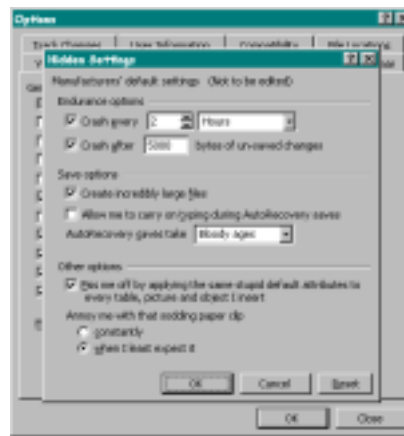 Options
Track Changes User Information Compatibility File Locations
Hidden Settings
Manufacturers' default settings (Not to be edited)
Endurance options
Crash every 2 Hours
Crash after 5000 bytes of un-saved changes
Save options
Create incredibly large files
Allow me to carry on typing during AutoRecovery saves
AutoRecovery saves take Bloody ages
Other options
Piss me off by applying the same stupid default attributes to
every table, picture and object I insert
Annoy me with that sodding paper clip
constantly
when I least expect it
OK Cancel Reset
OK Close